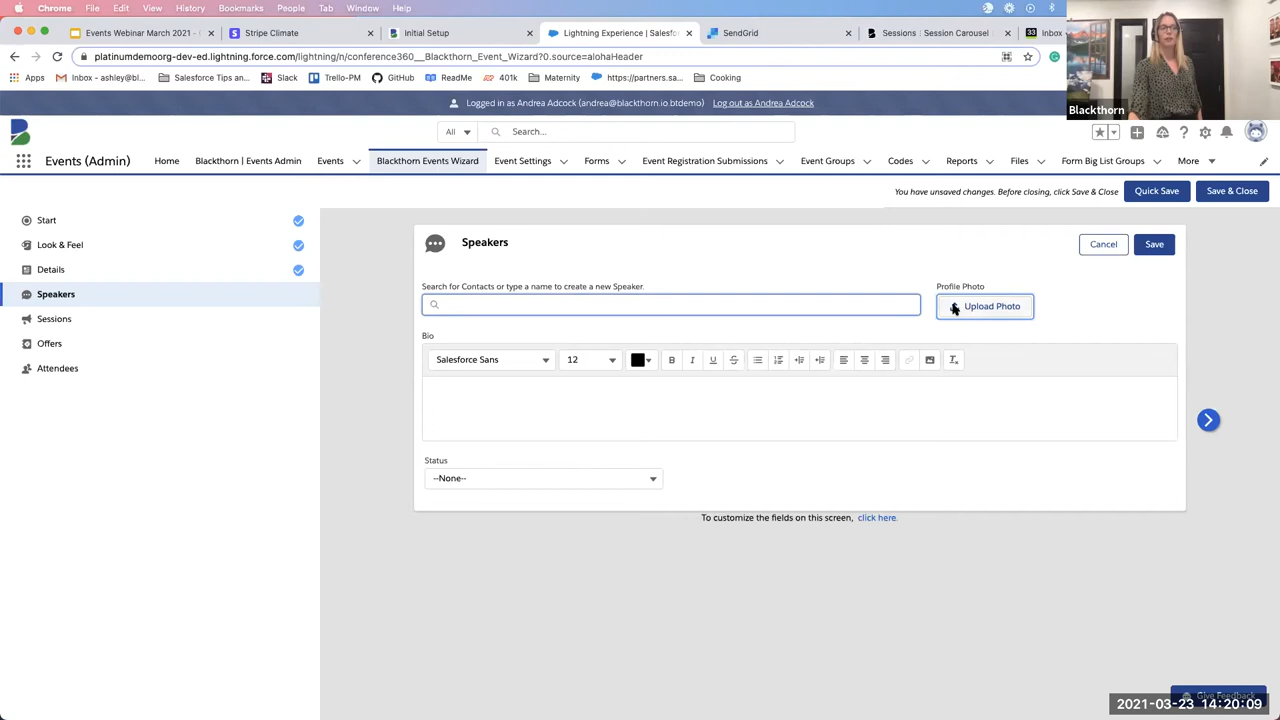 Chrome File Edit View History Bookmarks People Tab Window Help
Events Webinar March 2021 - Stripe Climate Initial Setup Lightning Experience | Salesfo SendGrid Sessions Session Carousel 33 Inbox
platinumdemoorg-dev-ed.lightning.force.com/lightning/n/conference360__Blackthorn_Event_Wizard?0.source=alohaHeader
Apps Inbox - ashley@bl... Salesforce Tips an... Slack Trello-PM GitHub ReadMe 401k Maternity https://partners.sa... Cooking
Blackthorn
Logged in as Andrea Adcock (andrea@blackthorn.io.btdemo) Log out as Andrea Adcock
All Search...
Events (Admin) Home Blackthorn | Events Admin Events Blackthorn Events Wizard Event Settings Forms Event Registration Submissions Event Groups Codes Reports Files Form Big List Groups More
You have unsaved changes. Before closing, click Save & Close Quick Save Save & Close
Start
Look & Feel
Details
Speakers
Sessions
Offers
Attendees
Speakers Cancel Save
Search for Contacts or type a name to create a new Speaker. Profile Photo
Upload Photo
Bio
Salesforce Sans 12 B I U S
Status
--None--
To customize the fields on this screen, click here.
Give Feedback
2021-03-23 14:20:09